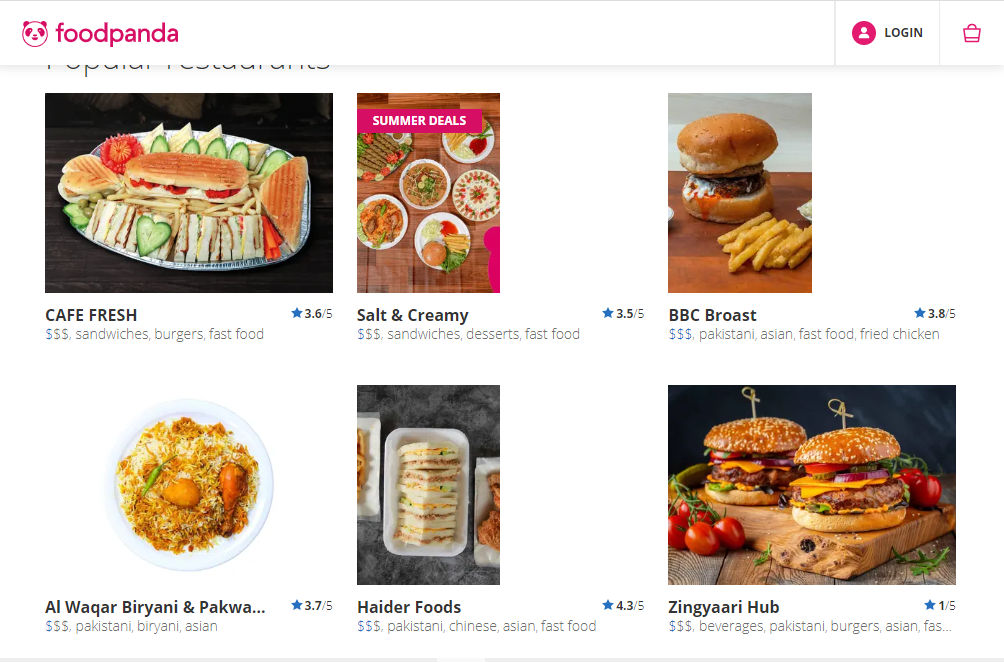 foodpanda
LOGIN
Popular restaurants
SUMMER DEALS
CAFE FRESH 3.6/5
$$$, sandwiches, burgers, fast food
Salt & Creamy 3.5/5
$$$, sandwiches, desserts, fast food
BBC Broast 3.8/5
$$$, pakistani, asian, fast food, fried chicken
Al Waqar Biryani & Pakwa... 3.7/5
$$$, pakistani, biryani, asian
Haider Foods 4.3/5
$$$, pakistani, chinese, asian, fast food
Zingyaari Hub 1/5
$$$, beverages, pakistani, burgers, asian, fas...